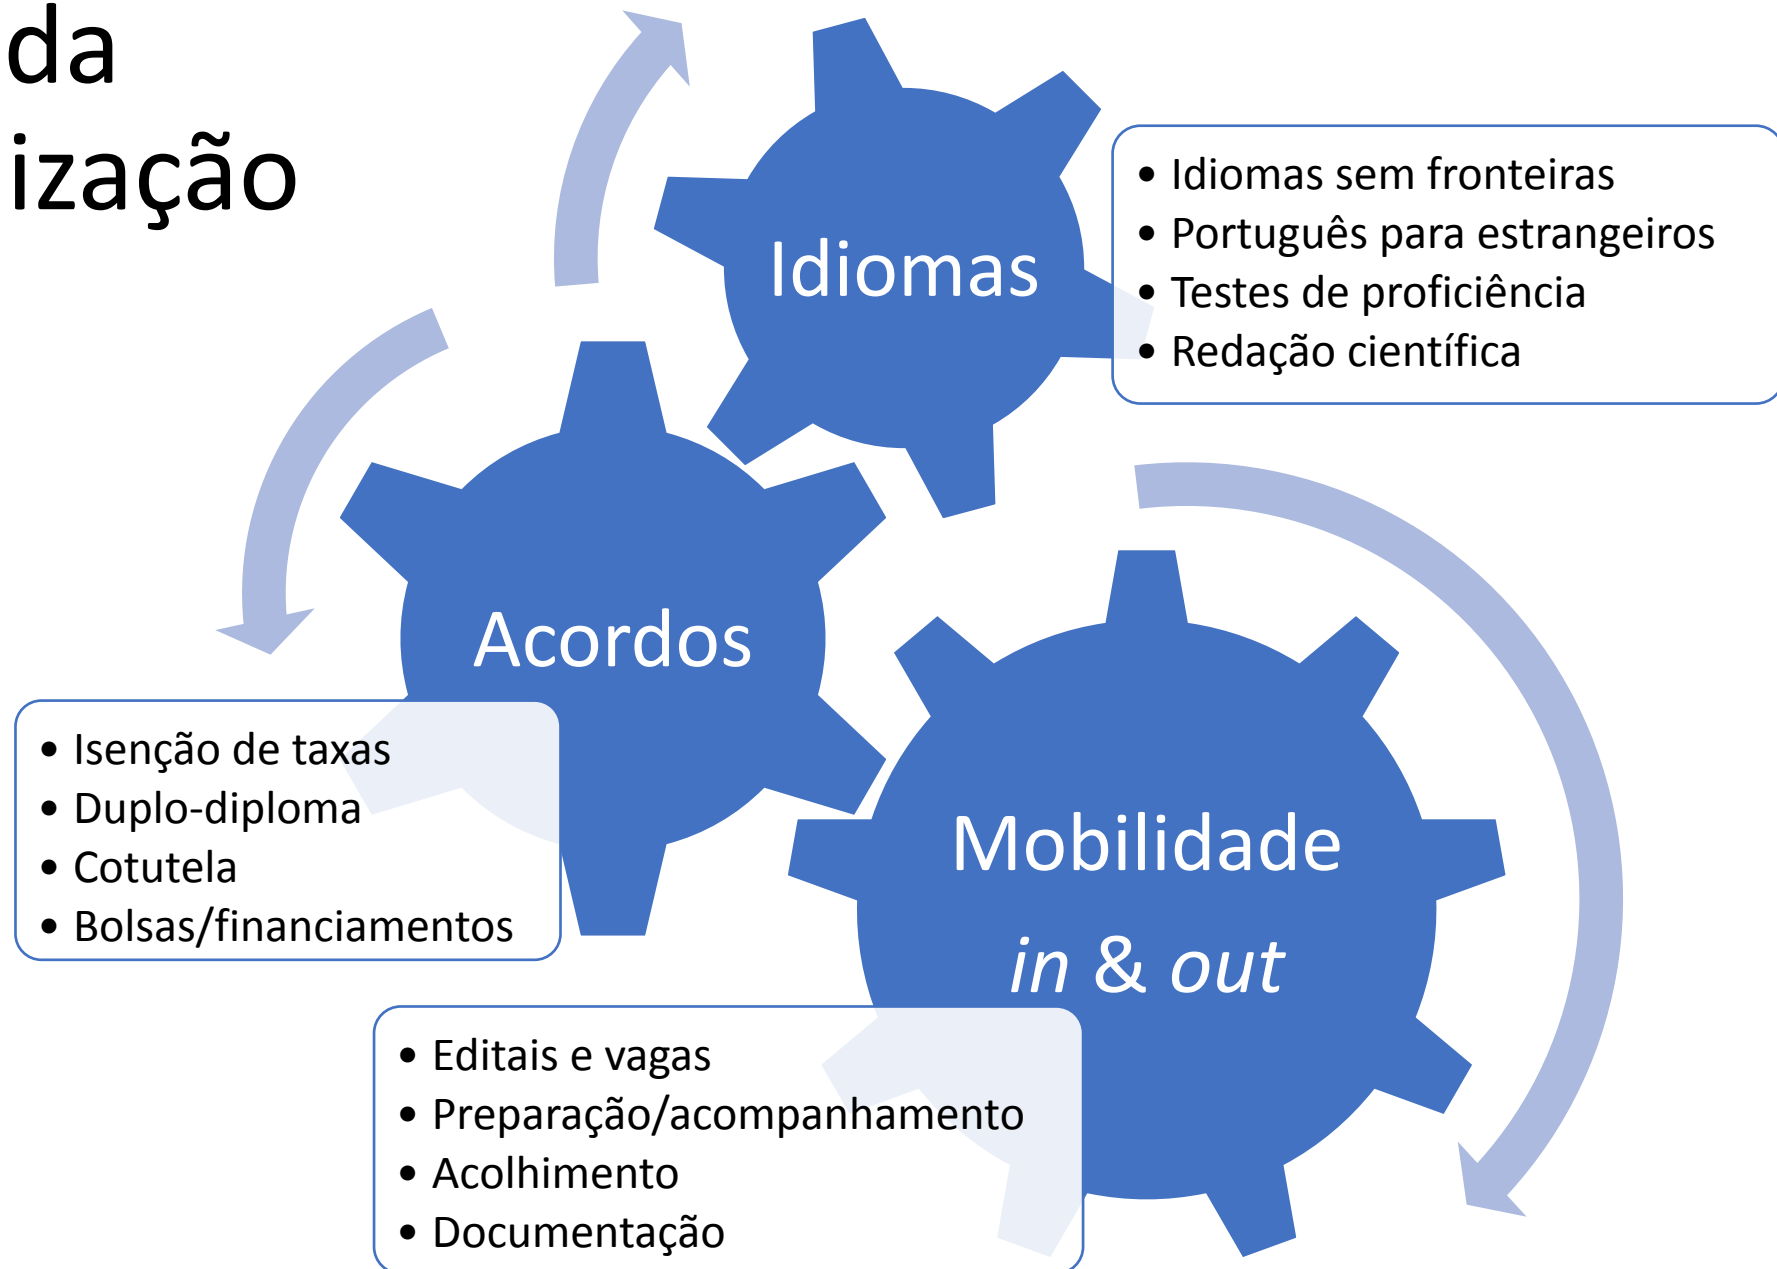 da
ização
Idiomas
• Idiomas sem fronteiras
• Português para estrangeiros
• Testes de proficiência
• Redação científica
Acordos
• Isenção de taxas
• Duplo-diploma
• Cotutela
• Bolsas/financiamentos
Mobilidade
in & out
• Editais e vagas
• Preparação/acompanhamento
• Acolhimento
• Documentação